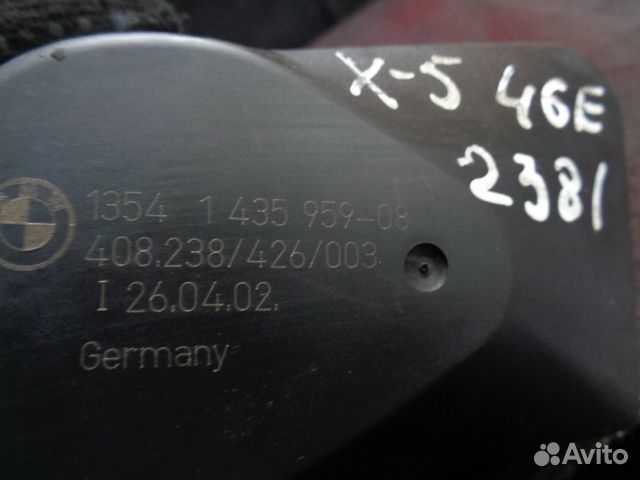 X-5 46E
2381
1354 1 435 959-08
408.238/426/003
I 26.04.02.
Germany
Avito